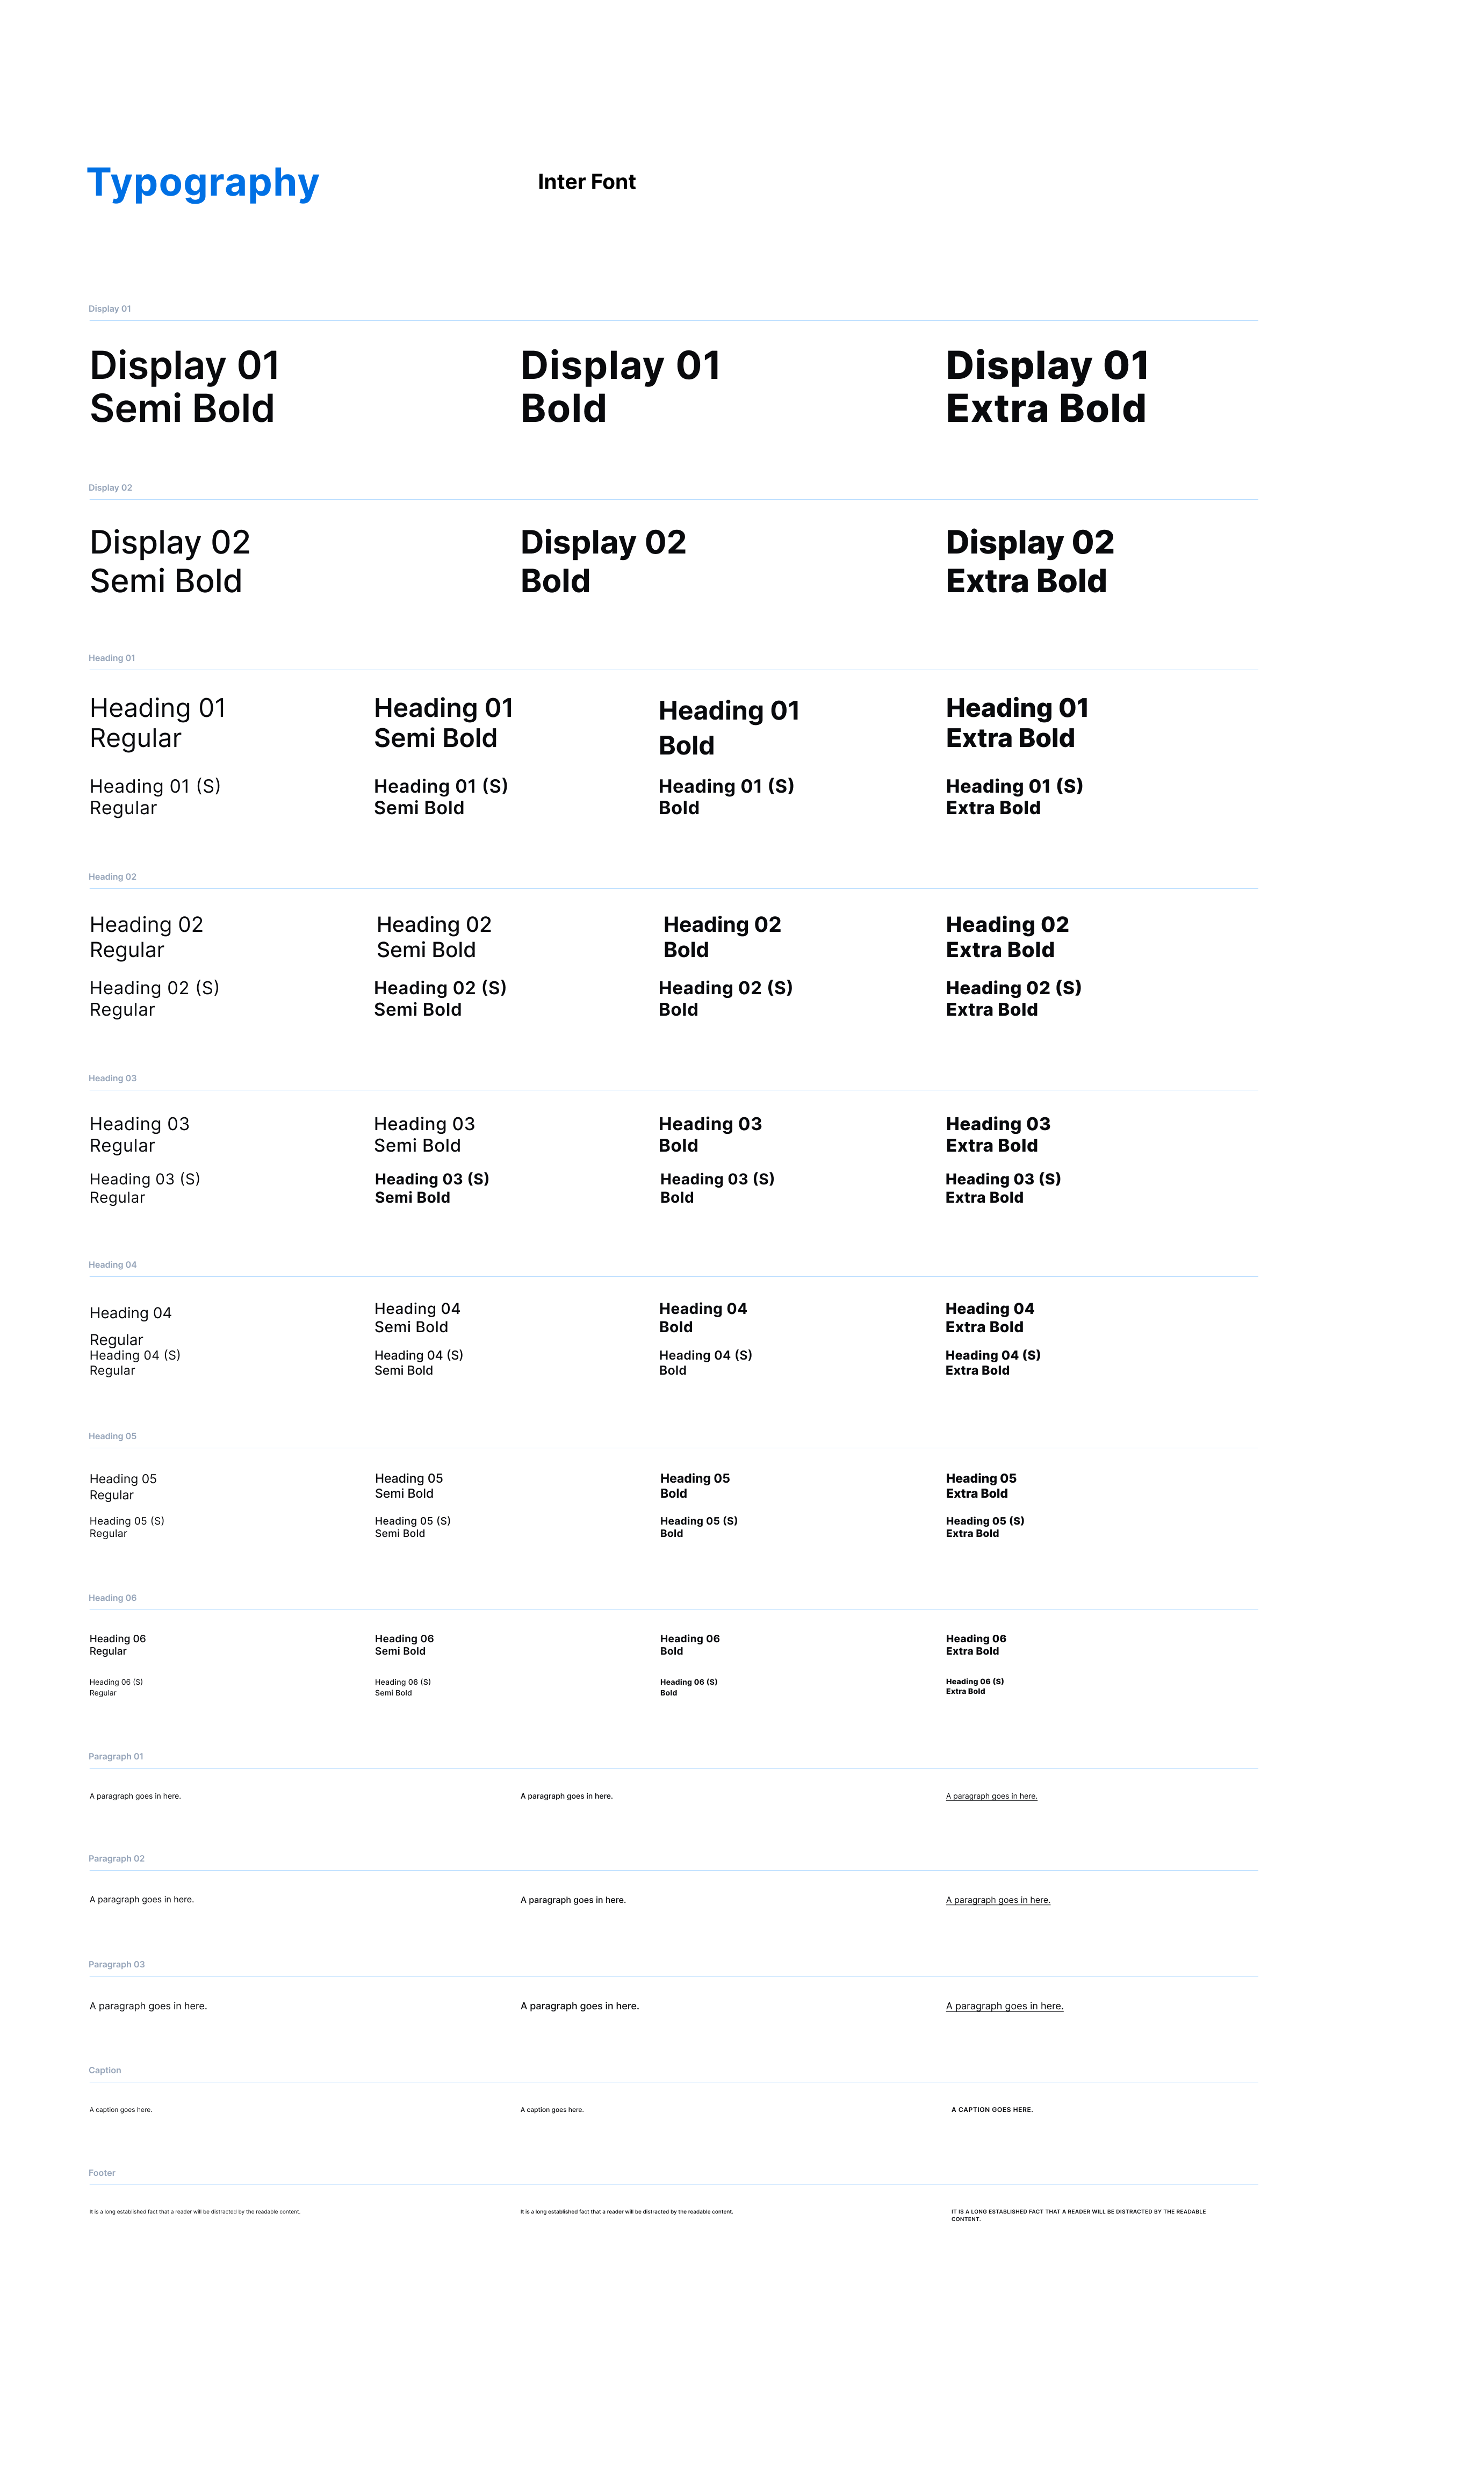 Typography
Inter Font
Display 01
Display 01
Semi Bold
Display 01
Bold
Display 01
Extra Bold
Display 02
Display 02
Semi Bold
Display 02
Bold
Display 02
Extra Bold
Heading 01
Heading 01
Regular
Heading 01
Semi Bold
Heading 01
Bold
Heading 01
Extra Bold
Heading 01 (S)
Regular
Heading 01 (S)
Semi Bold
Heading 01 (S)
Bold
Heading 01 (S)
Extra Bold
Heading 02
Heading 02
Regular
Heading 02
Semi Bold
Heading 02
Bold
Heading 02
Extra Bold
Heading 02 (S)
Regular
Heading 02 (S)
Semi Bold
Heading 02 (S)
Bold
Heading 02 (S)
Extra Bold
Heading 03
Heading 03
Regular
Heading 03
Semi Bold
Heading 03
Bold
Heading 03
Extra Bold
Heading 03 (S)
Regular
Heading 03 (S)
Semi Bold
Heading 03 (S)
Bold
Heading 03 (S)
Extra Bold
Heading 04
Heading 04
Regular
Heading 04
Semi Bold
Heading 04
Bold
Heading 04
Extra Bold
Heading 04 (S)
Regular
Heading 04 (S)
Semi Bold
Heading 04 (S)
Bold
Heading 04 (S)
Extra Bold
Heading 05
Heading 05
Regular
Heading 05
Semi Bold
Heading 05
Bold
Heading 05
Extra Bold
Heading 05 (S)
Regular
Heading 05 (S)
Semi Bold
Heading 05 (S)
Bold
Heading 05 (S)
Extra Bold
Heading 06
Heading 06
Regular
Heading 06
Semi Bold
Heading 06
Bold
Heading 06
Extra Bold
Heading 06 (S)
Regular
Heading 06 (S)
Semi Bold
Heading 06 (S)
Bold
Heading 06 (S)
Extra Bold
Paragraph 01
A paragraph goes in here.
A paragraph goes in here.
A paragraph goes in here.
Paragraph 02
A paragraph goes in here.
A paragraph goes in here.
A paragraph goes in here.
Paragraph 03
A paragraph goes in here.
A paragraph goes in here.
A paragraph goes in here.
Caption
A caption goes here.
A caption goes here.
A CAPTION GOES HERE.
Footer
It is a long established fact that a reader will be distracted by the readable content.
It is a long established fact that a reader will be distracted by the readable content.
IT IS A LONG ESTABLISHED FACT THAT A READER WILL BE DISTRACTED BY THE READABLE
CONTENT.